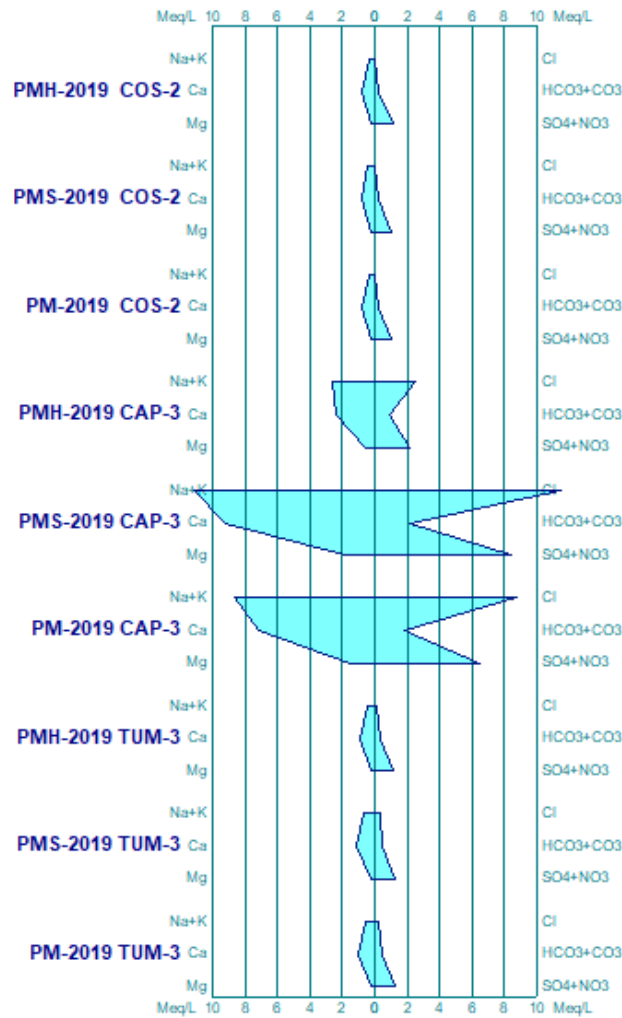 Meq/L 10 8 6 4 2 0 2 4 6 8 10 Meq/L
Na+K Cl
PMH-2019 COS-2 Ca HCO3+CO3
Mg SO4+NO3
Na+K Cl
PMS-2019 COS-2 Ca HCO3+CO3
Mg SO4+NO3
Na+K Cl
PM-2019 COS-2 Ca HCO3+CO3
Mg SO4+NO3
Na+K Cl
PMH-2019 CAP-3 Ca HCO3+CO3
Mg SO4+NO3
Na+K Cl
PMS-2019 CAP-3 Ca HCO3+CO3
Mg SO4+NO3
Na+K Cl
PM-2019 CAP-3 Ca HCO3+CO3
Mg SO4+NO3
Na+K Cl
PMH-2019 TUM-3 Ca HCO3+CO3
Mg SO4+NO3
Na+K Cl
PMS-2019 TUM-3 Ca HCO3+CO3
Mg SO4+NO3
Na+K Cl
PM-2019 TUM-3 Ca HCO3+CO3
Mg SO4+NO3
Meq/L 10 8 6 4 2 0 2 4 6 8 10 Meq/L